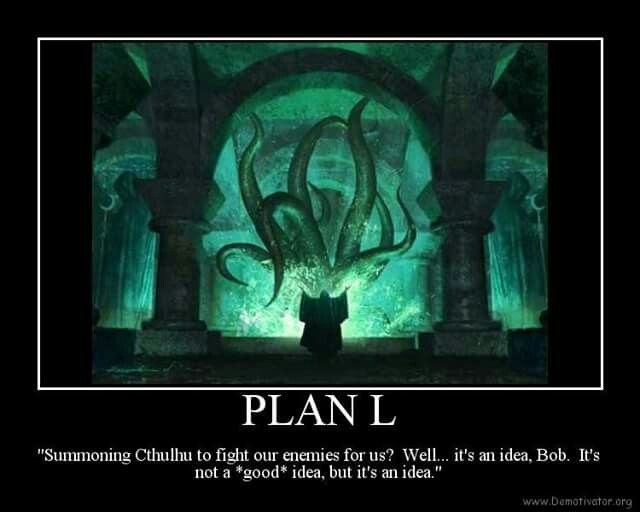 PLAN L
"Summoning Cthulhu to fight our enemies for us?  Well... it's an idea, Bob.  It's
not a *good* idea, but it's an idea."
www.Demotivator.org